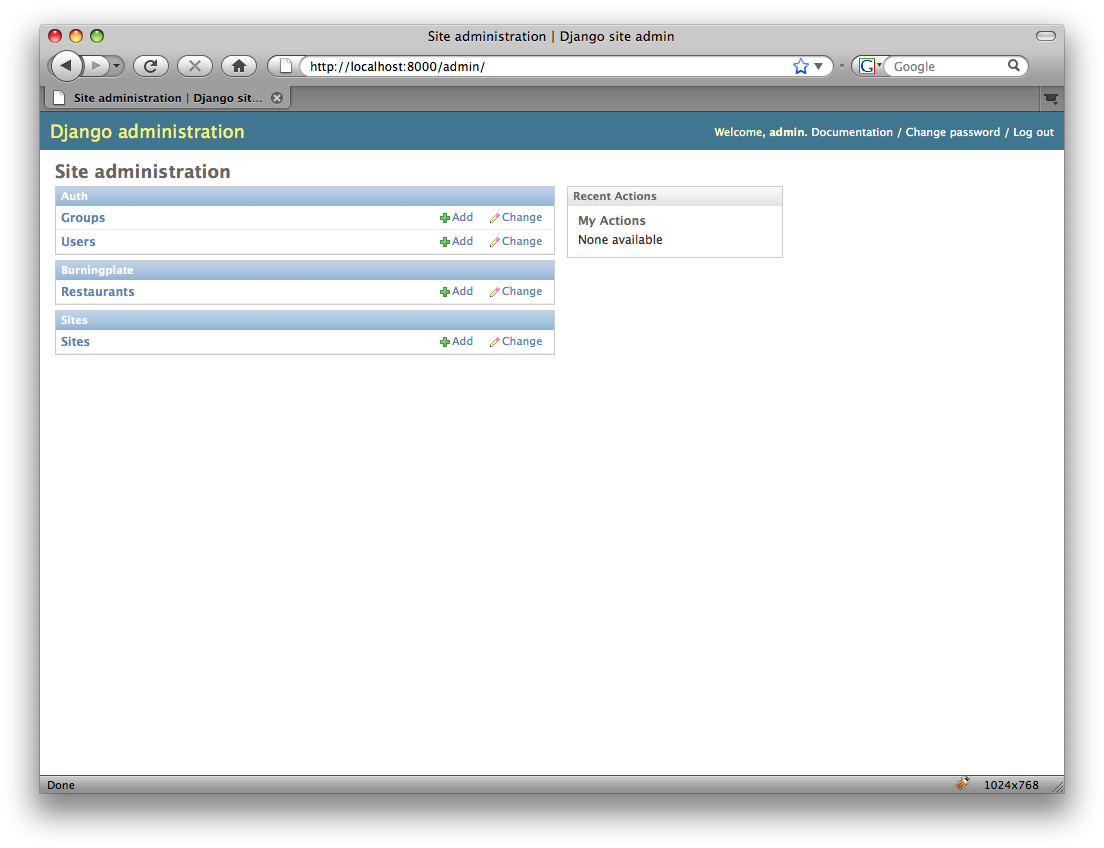 Site administration | Django site admin
http://localhost:8000/admin/
G Google
Site administration | Django sit...
Django administration
Welcome, admin. Documentation / Change password / Log out
Site administration
Auth
Groups Add Change
Users Add Change
Burningplate
Restaurants Add Change
Sites
Sites Add Change
Recent Actions
My Actions
None available
Done
1024x768